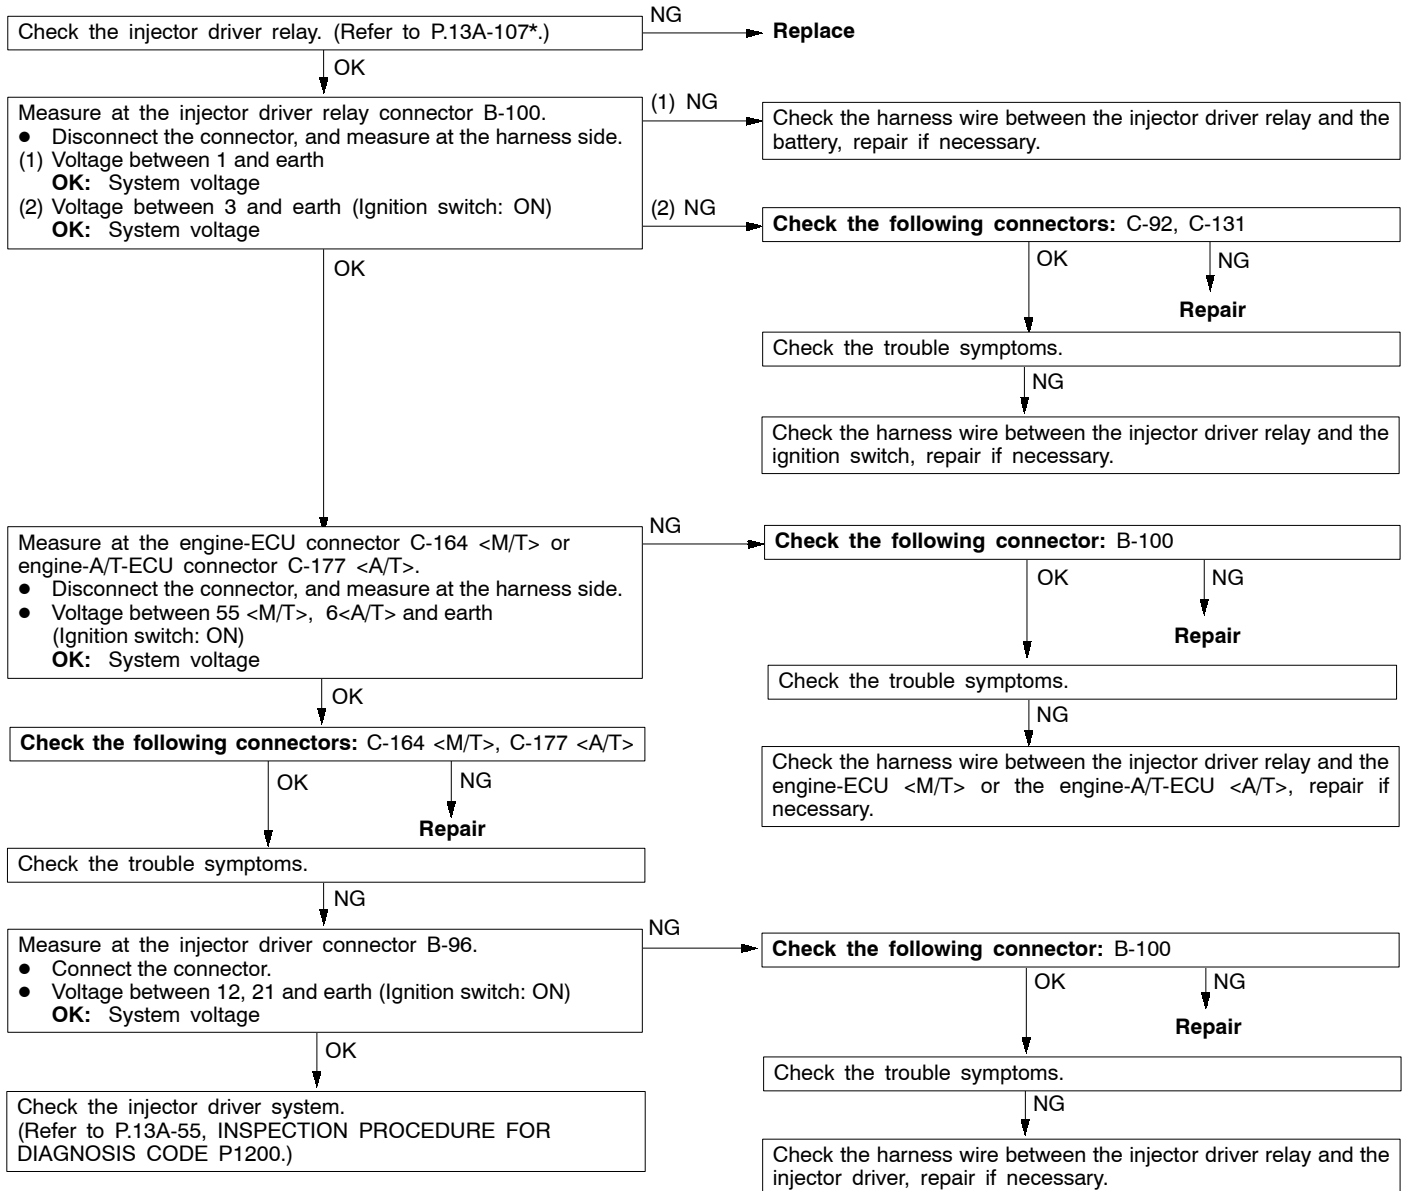 Check the injector driver relay. (Refer to P.13A-107*.)
NG
Replace
OK
Measure at the injector driver relay connector B-100.
● Disconnect the connector, and measure at the harness side.
(1) Voltage between 1 and earth
OK: System voltage
(2) Voltage between 3 and earth (Ignition switch: ON)
OK: System voltage
(1) NG
Check the harness wire between the injector driver relay and the
battery, repair if necessary.
(2) NG
Check the following connectors: C-92, C-131
OK
NG
Repair
Check the trouble symptoms.
NG
Check the harness wire between the injector driver relay and the
ignition switch, repair if necessary.
OK
Measure at the engine-ECU connector C-164 <M/T> or
engine-A/T-ECU connector C-177 <A/T>.
● Disconnect the connector, and measure at the harness side.
● Voltage between 55 <M/T>, 6<A/T> and earth
(Ignition switch: ON)
OK: System voltage
NG
Check the following connector: B-100
OK
NG
Repair
Check the trouble symptoms.
NG
Check the harness wire between the injector driver relay and the
engine-ECU <M/T> or the engine-A/T-ECU <A/T>, repair if
necessary.
OK
Check the following connectors: C-164 <M/T>, C-177 <A/T>
OK
NG
Repair
Check the trouble symptoms.
NG
Measure at the injector driver connector B-96.
● Connect the connector.
● Voltage between 12, 21 and earth (Ignition switch: ON)
OK: System voltage
NG
Check the following connector: B-100
OK
NG
Repair
Check the trouble symptoms.
NG
Check the harness wire between the injector driver relay and the
injector driver, repair if necessary.
OK
Check the injector driver system.
(Refer to P.13A-55, INSPECTION PROCEDURE FOR
DIAGNOSIS CODE P1200.)